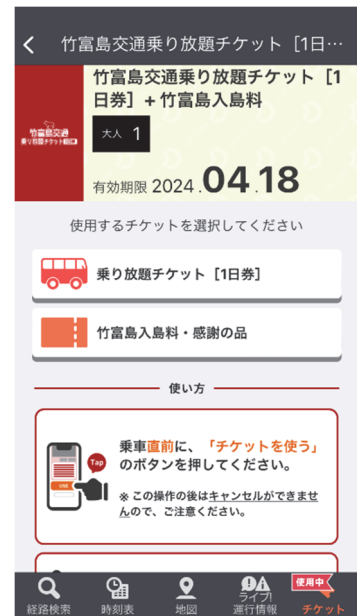 竹富島交通乗り放題チケット［1日…
竹富島交通
乗り放題チケット
竹富島交通乗り放題チケット［1
日券］+竹富島入島料
大人 1
有効期限 2024.04.18
使用するチケットを選択してください
乗り放題チケット［1日券］
竹富島入島料・感謝の品
使い方
乗車直前に、「チケットを使う」
のボタンを押してください。
Tap
※ この操作の後はキャンセルができませ
んので、ご注意ください。
使用中
ライブ!
経路検索 時刻表 地図 運行情報 チケット